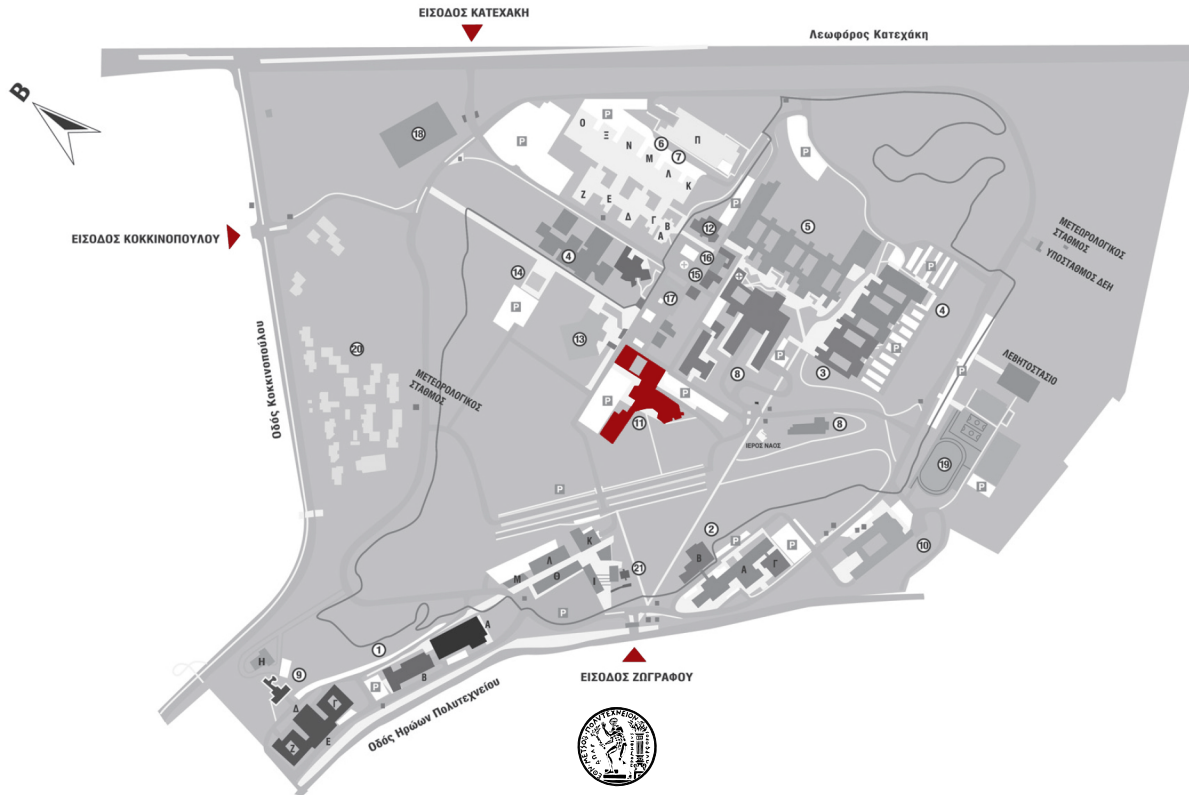 ΕΙΣΟΔΟΣ ΚΑΤΕΧΑΚΗ
Λεωφόρος Κατεχάκη
Β
18
P
Ο
Ξ
Ν
Μ
Λ
Κ
6
7
Π
P
P
Ζ
Ε
Δ
Γ
Β
Α
P
12
5
ΕΙΣΟΔΟΣ ΚΟΚΚΙΝΟΠΟΥΛΟΥ
ΜΕΤΕΩΡΟΛΟΓΙΚΟΣ
ΣΤΑΘΜΟΣ
ΥΠΟΣΤΑΘΜΟΣ ΔΕΗ
4
14
P
16
15
17
P
4
13
Οδός Κοκκινοπούλου
20
ΜΕΤΕΩΡΟΛΟΓΙΚΟΣ
ΣΤΑΘΜΟΣ
P
P
11
8
P
3
P
ΛΕΒΗΤΟΣΤΑΣΙΟ
P
8
ΙΕΡΟΣ ΝΑΟΣ
19
P
P
2
P
Β
Α
Γ
P
10
Κ
Λ
Μ
Θ
Ι
21
P
1
Α
Β
Η
9
P
Δ
Γ
Ζ
Ε
Οδός Ηρώων Πολυτεχνείου
ΕΙΣΟΔΟΣ ΖΩΓΡΑΦΟΥ